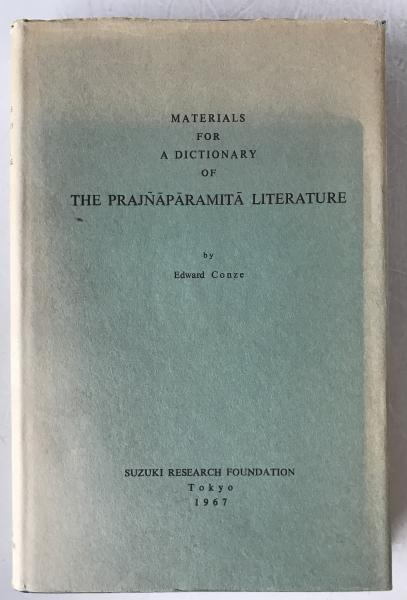 MATERIALS
FOR
A DICTIONARY
OF
THE PRAJÑĀPĀRAMITĀ LITERATURE
by
Edward Conze
SUZUKI RESEARCH FOUNDATION
Tokyo
1967